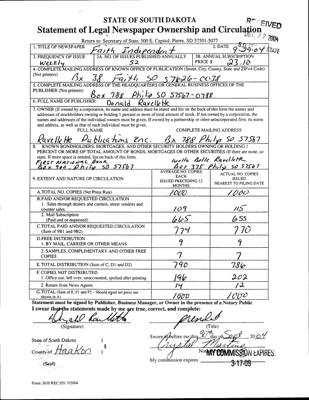 STATE OF SOUTH DAKOTA
RECEIVED
Statement of Legal Newspaper Ownership and Circulation
2004
Return to: Secretary of State, 500 E. Capitol, Pierre, SD 57501-5077
1. TITLE OF NEWSPAPER Faith Independent 2. DATE 9-30-04
3. FREQUENCY OF ISSUE weekly 3A. NO. OF ISSUES PUBLISHED ANNUALLY 52 3B. ANNUAL SUBSCRIPTION PRICE $ 23.10
4. COMPLETE MAILING ADDRESS OF KNOWN OFFICE OF PUBLICATION (Street, City, County, State and ZIP+4 Code) (Not printers)
Bx 38 Faith SD 57626-0038
5. COMPLETE MAILING ADDRESS OF THE HEADQUARTERS OR GENERAL BUSINESS OFFICES OF THE PUBLISHER (Not printers)
Box 788 Philip SD 57567-0788
6. FULL NAME OF PUBLISHER:
Donald Ravellette
7. OWNER (If owned by a corporation, its name and address must be stated and list on the back of this form the names and addresses of stockholders owning or holding 1 percent or more of total amount of stock. If not owned by a corporation, the names and addresses of the individual owners must be given. If owned by a partnership or other unincorporated firm, its name and address, as well as that of each individual must be given.)
FULL NAME COMPLETE MAILING ADDRESS
Ravellette Publications Inc. Bx 788 Philip SD 57567
8. KNOWN BONDHOLDERS, MORTGAGEES, AND OTHER SECURITY HOLDERS OWNING OR HOLDING 1 PERCENT OR MORE OF TOTAL AMOUNT OF BONDS, MORTGAGES OR OTHER SECURITIES (If there are none, so state. If more space is needed, list on back of this form.
First National Bank
Box 900 Philip SD 57567
Ravellette
Philip SD 57567
9. EXTENT AND NATURE OF CIRCULATION
AVERAGE NO. COPIES EACH ISSUED PRECEDING 12 MONTHS
ACTUAL NO. COPIES ISSUED NEAREST TO FILING DATE
A. TOTAL NO. COPIES (Net Press Run) 1000 1000
B. PAID AND/OR REQUESTED CIRCULATION
1. Sales through dealers and carriers, street vendors and counter sales. 109 115
2. Mail Subscription (Paid and or requested) 665 655
C. TOTAL PAID AND/OR REQUESTED CIRCULATION (Sum of 9B1 and 9B2) 774 770
D. FREE DISTRIBUTION
1. BY MAIL, CARRIER OR OTHER MEANS 9 9
2. SAMPLES, COMPLIMENTARY AND OTHER FREE COPIES 7 7
E. TOTAL DISTRIBUTION (Sum of C, D1 and D2) 790 786
F. COPIES NOT DISTRIBUTED
1. Office use, left over, unaccounted, spoiled after printing 196 202
2. Return from News Agents 14 12
G. TOTAL (Sum of E, F1 and F2 - Should equal net press run shown in A) 1000 1000
Statement must be signed by Publisher, Business Manager, or Owner in the presence of a Notary Public
I swear that the statements made by me are true, correct, and complete:
president
(Signature) (Title)
State of South Dakota )
County of Haakon )
(Seal)
Sworn before me this 30th day of Sept 2004
MY COMMISSION EXPIRES:
My commission expires: 3-17-09
Form: SOS REC 051 7/2004